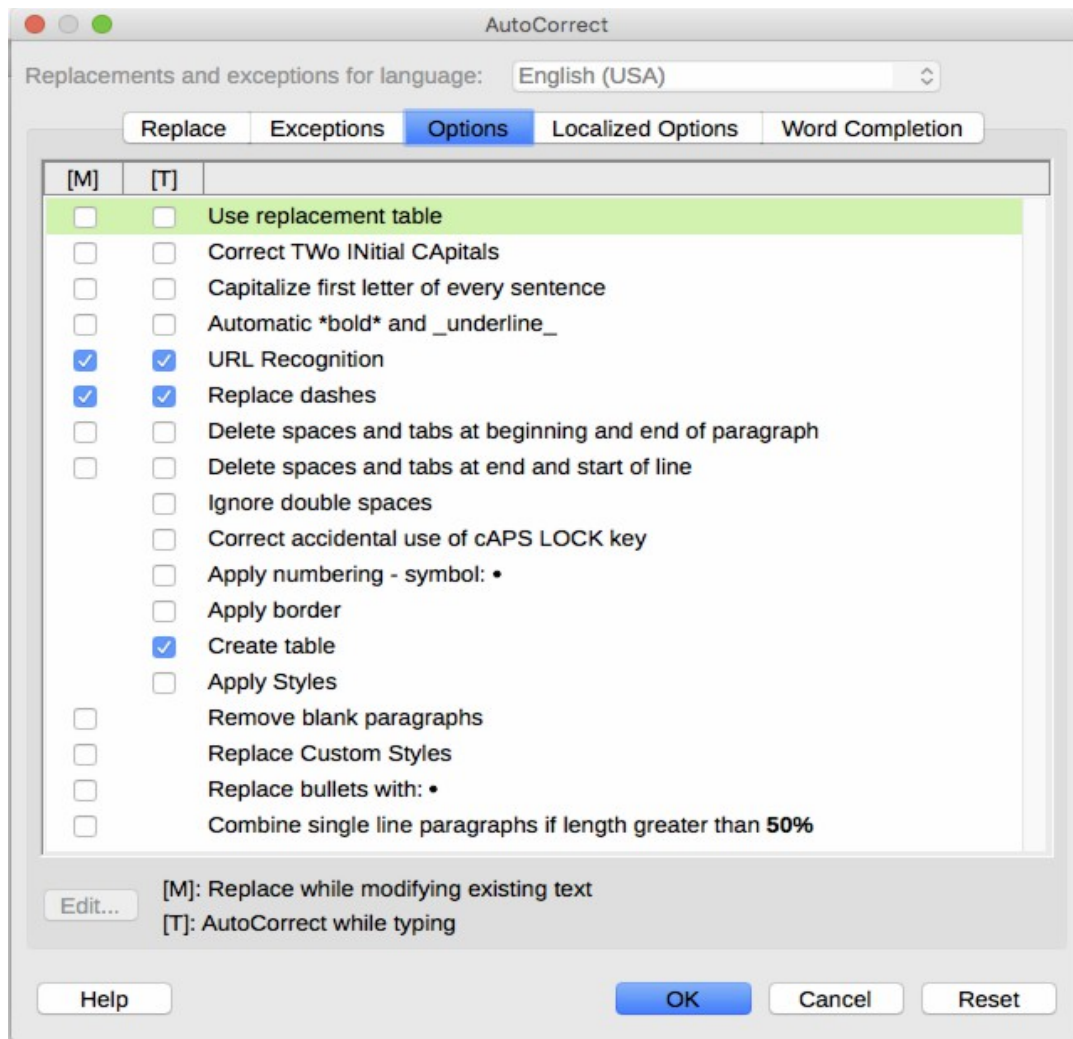 AutoCorrect
Replacements and exceptions for language: English (USA)
Replace Exceptions Options Localized Options Word Completion
[M] [T]
Use replacement table
Correct TWo INitial CApitals
Capitalize first letter of every sentence
Automatic *bold* and _underline_
URL Recognition
Replace dashes
Delete spaces and tabs at beginning and end of paragraph
Delete spaces and tabs at end and start of line
Ignore double spaces
Correct accidental use of cAPS LOCK key
Apply numbering - symbol: •
Apply border
Create table
Apply Styles
Remove blank paragraphs
Replace Custom Styles
Replace bullets with: •
Combine single line paragraphs if length greater than 50%
Edit... [M]: Replace while modifying existing text
[T]: AutoCorrect while typing
Help OK Cancel Reset